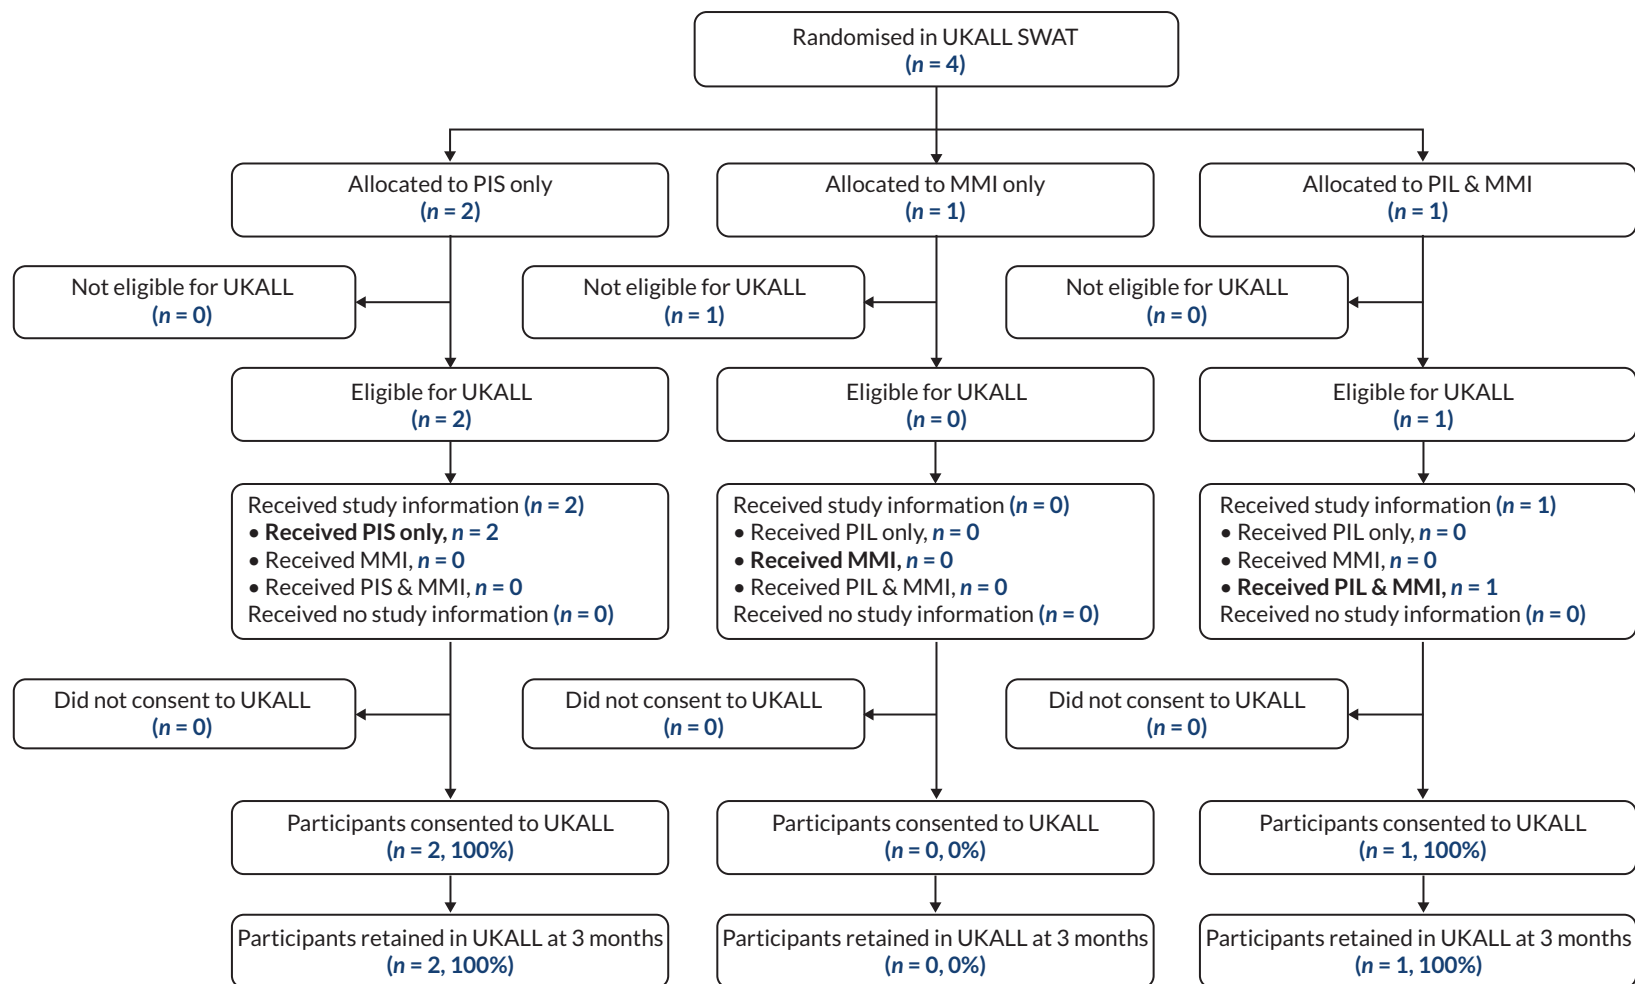 Randomised in UKALL SWAT
(n = 4)
Allocated to PIS only
(n = 2)
Allocated to MMI only
(n = 1)
Allocated to PIL & MMI
(n = 1)
Not eligible for UKALL
(n = 0)
Not eligible for UKALL
(n = 1)
Not eligible for UKALL
(n = 0)
Eligible for UKALL
(n = 2)
Eligible for UKALL
(n = 0)
Eligible for UKALL
(n = 1)
Received study information (n = 2)
• Received PIS only, n = 2
• Received MMI, n = 0
• Received PIS & MMI, n = 0
Received no study information (n = 0)
Received study information (n = 0)
• Received PIL only, n = 0
• Received MMI, n = 0
• Received PIL & MMI, n = 0
Received no study information (n = 0)
Received study information (n = 1)
• Received PIL only, n = 0
• Received MMI, n = 0
• Received PIL & MMI, n = 1
Received no study information (n = 0)
Did not consent to UKALL
(n = 0)
Did not consent to UKALL
(n = 0)
Did not consent to UKALL
(n = 0)
Participants consented to UKALL
(n = 2, 100%)
Participants consented to UKALL
(n = 0, 0%)
Participants consented to UKALL
(n = 1, 100%)
Participants retained in UKALL at 3 months
(n = 2, 100%)
Participants retained in UKALL at 3 months
(n = 0, 0%)
Participants retained in UKALL at 3 months
(n = 1, 100%)